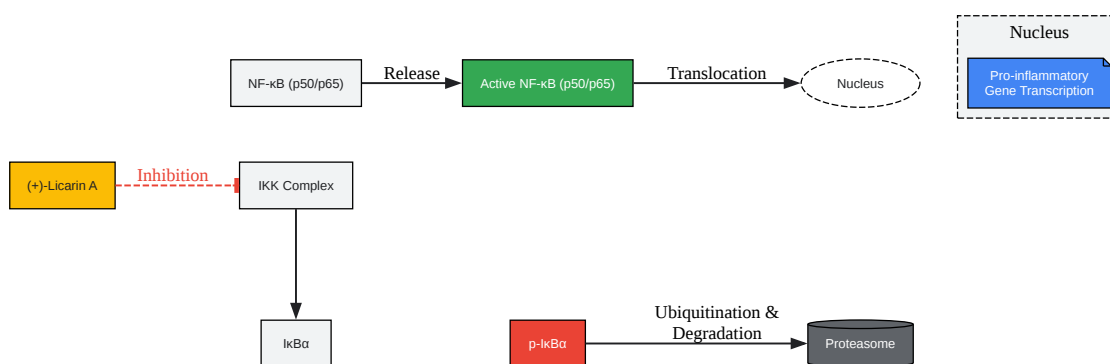 Nucleus
NF-κB (p50/p65)
Release
Active NF-κB (p50/p65)
Translocation
Nucleus
Pro-inflammatory
Gene Transcription
(+)-Licarin A
Inhibition
IKK Complex
Ubiquitination &
Degradation
IκBα
p-IκBα
Proteasome